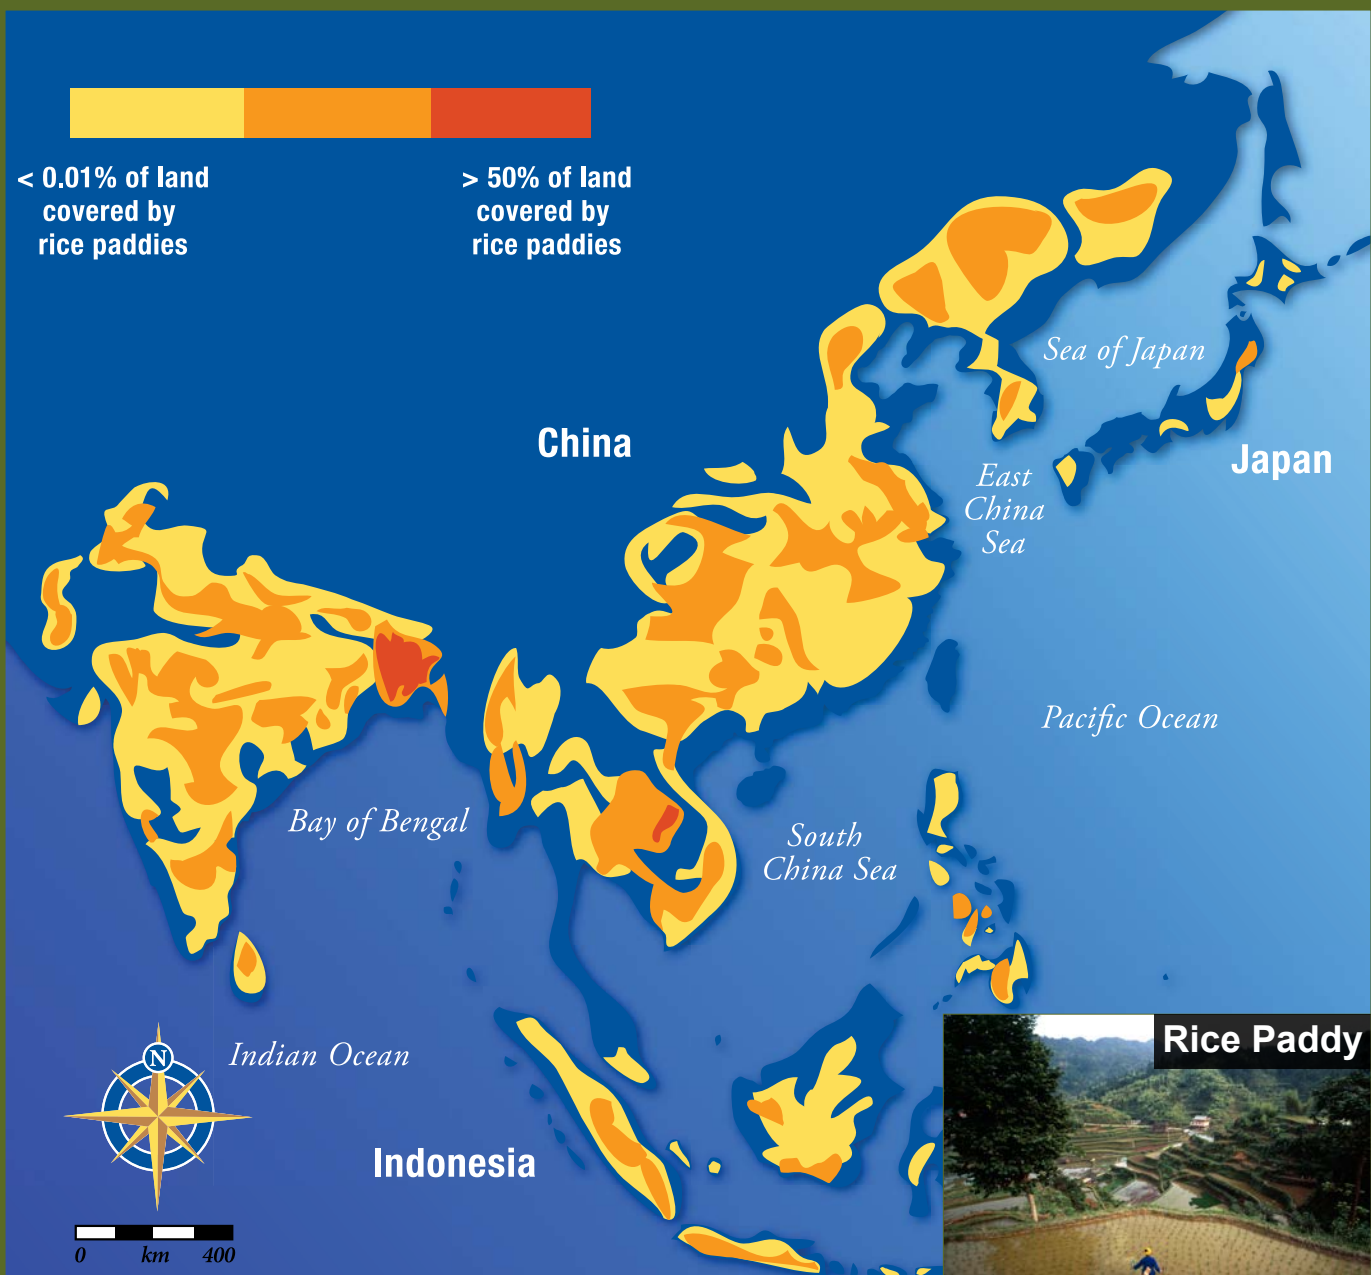 < 0.01% of land
covered by
rice paddies
> 50% of land
covered by
rice paddies
Sea of Japan
China
Japan
East
China
Sea
Pacific Ocean
Bay of Bengal
South
China Sea
N
Indian Ocean
Rice Paddy
Indonesia
0 km 400